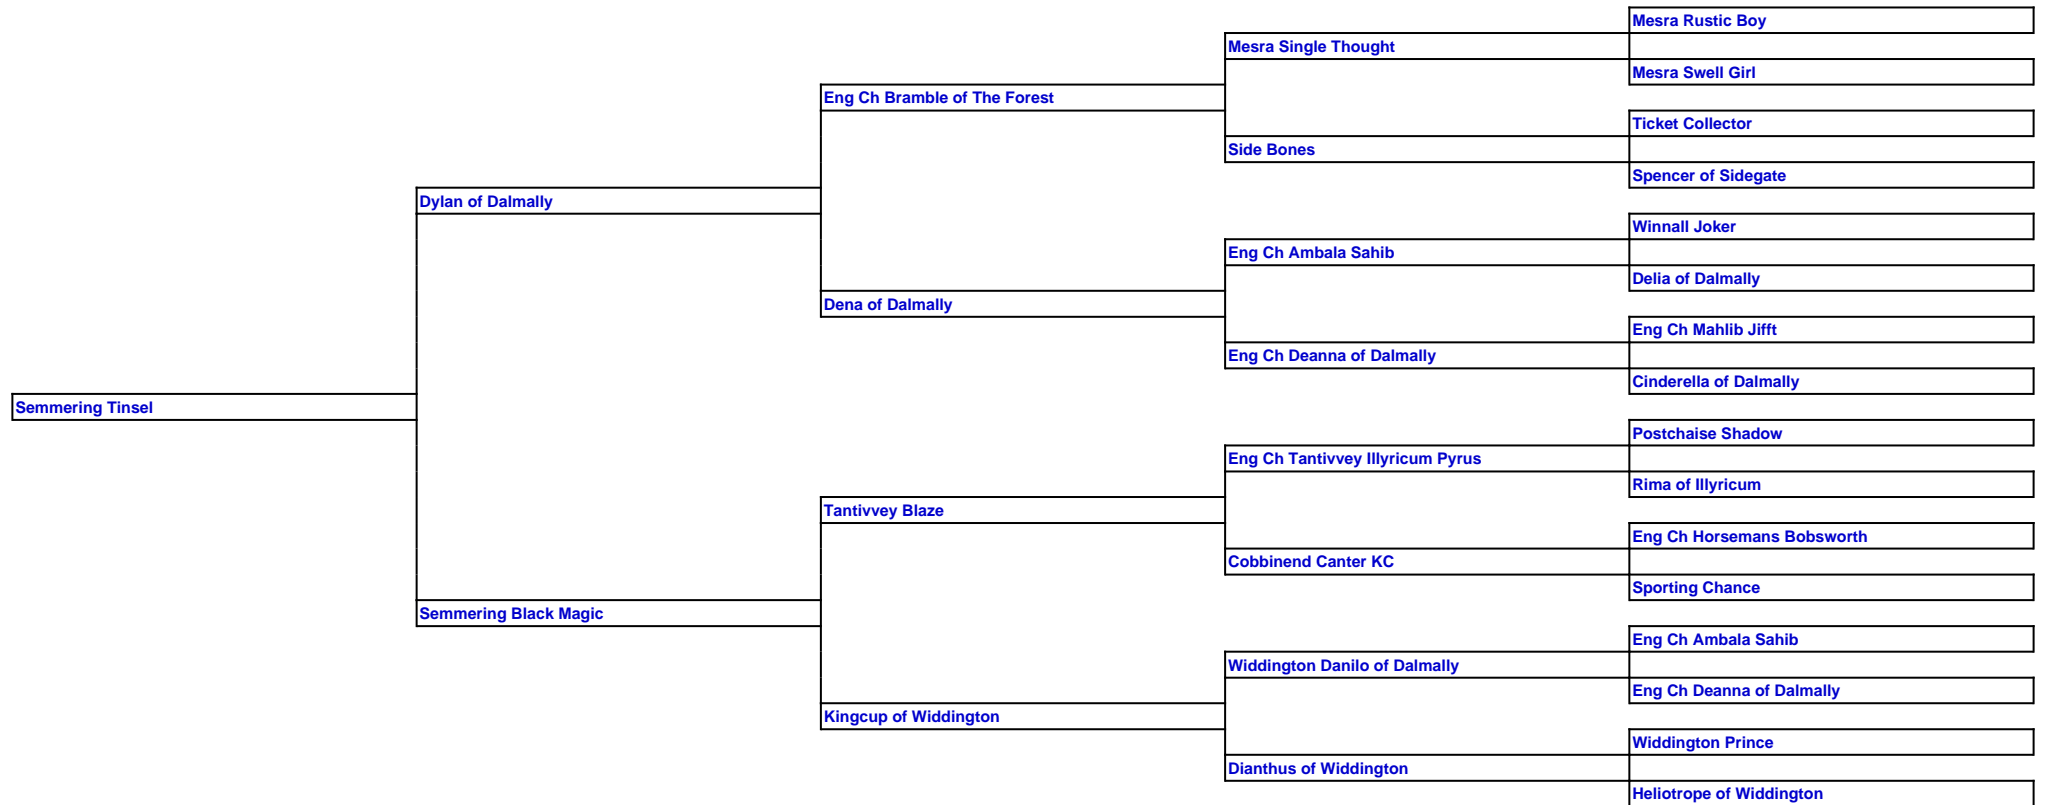 Mesra Rustic Boy
Mesra Single Thought
Mesra Swell Girl
Eng Ch Bramble of The Forest
Ticket Collector
Side Bones
Spencer of Sidegate
Dylan of Dalmally
Winnall Joker
Eng Ch Ambala Sahib
Delia of Dalmally
Dena of Dalmally
Eng Ch Mahlib Jifft
Eng Ch Deanna of Dalmally
Cinderella of Dalmally
Semmering Tinsel
Postchaise Shadow
Eng Ch Tantivvey Illyricum Pyrus
Rima of Illyricum
Tantivvey Blaze
Eng Ch Horsemans Bobsworth
Cobbinend Canter KC
Sporting Chance
Semmering Black Magic
Eng Ch Ambala Sahib
Widdington Danilo of Dalmally
Eng Ch Deanna of Dalmally
Kingcup of Widdington
Widdington Prince
Dianthus of Widdington
Heliotrope of Widdington